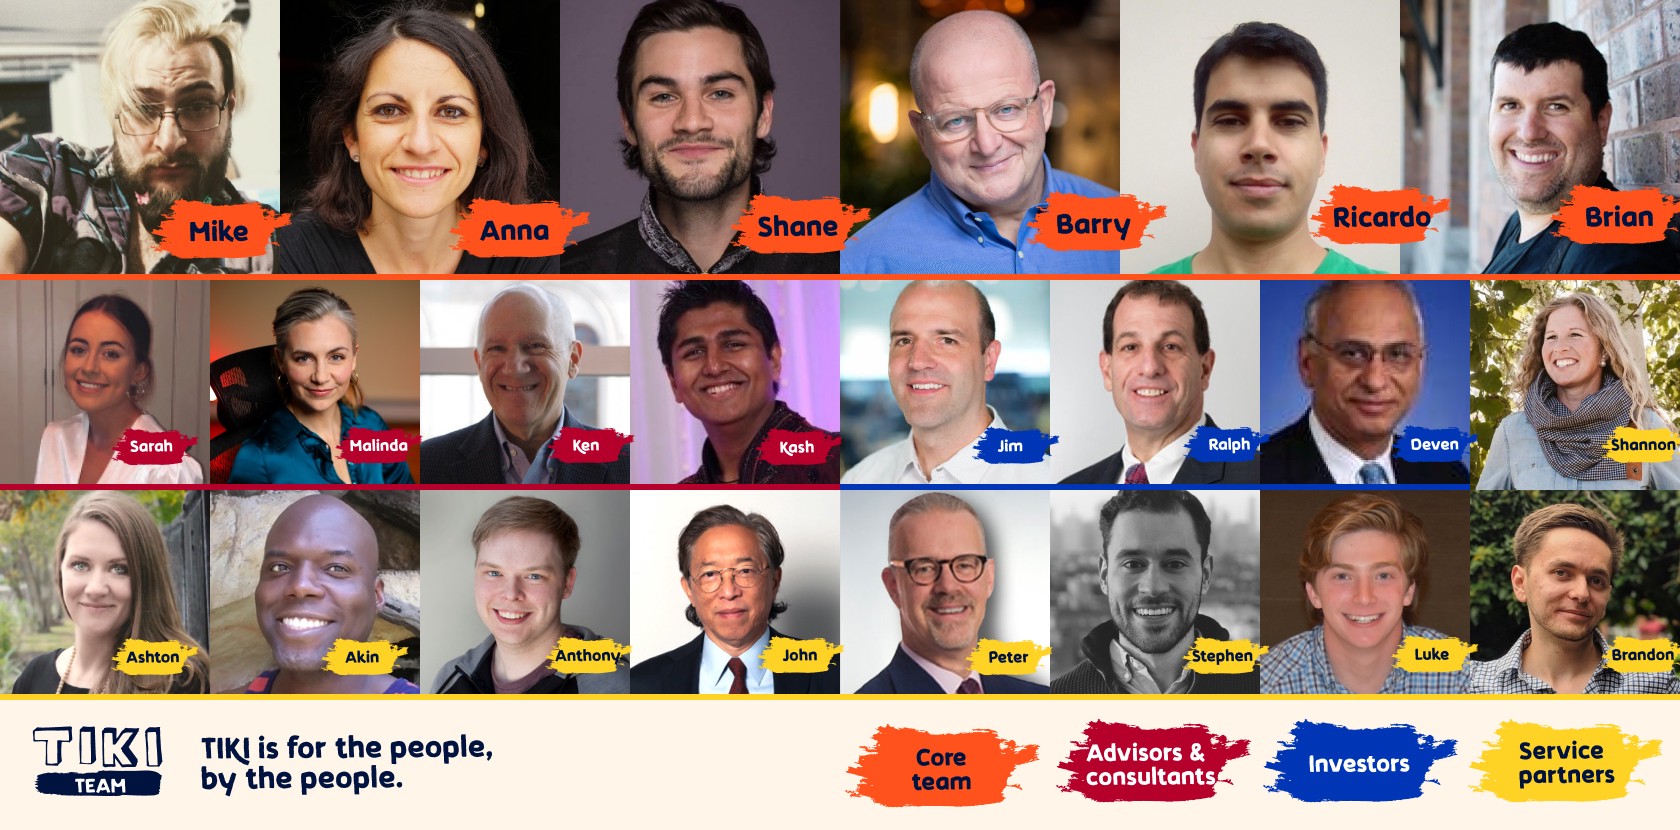 Mike
Anna
Shane
Barry
Ricardo
Brian
Sarah
Malinda
Ken
Kash
Jim
Ralph
Deven
Shannon
Ashton
Akin
Anthony
John
Peter
Stephen
Luke
Brandon
TIKI
TEAM
TIKI is for the people,
by the people.
Core
team
Advisors &
consultants
Investors
Service
partners